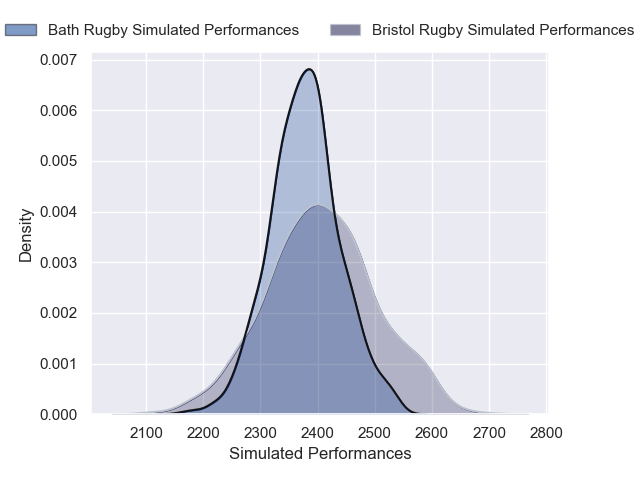 Bath Rugby Simulated Performances
Bristol Rugby Simulated Performances
0.007
0.006
0.005
0.004
0.003
0.002
0.001
0.000
Density
2100 2200 2300 2400 2500 2600 2700 2800
Simulated Performances